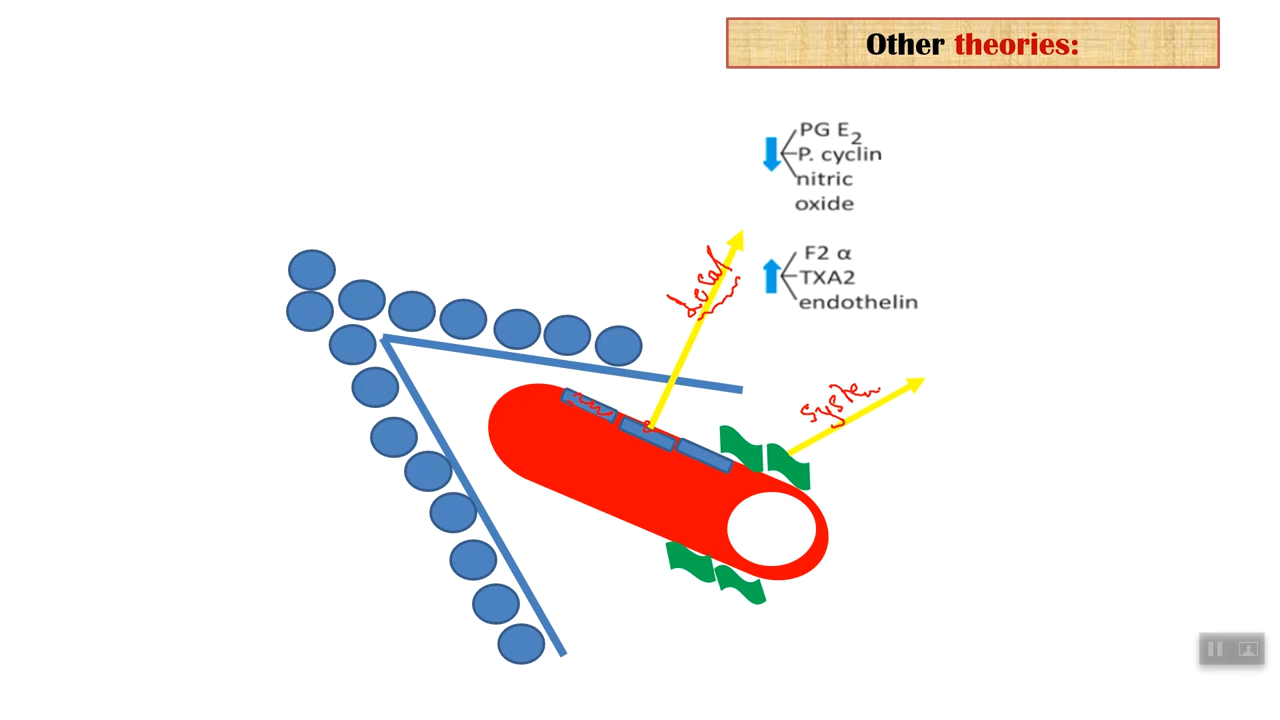 Other theories:
PG E2
P. cyclin
nitric
oxide
F2 α
TXA2
endothelin
Local
System